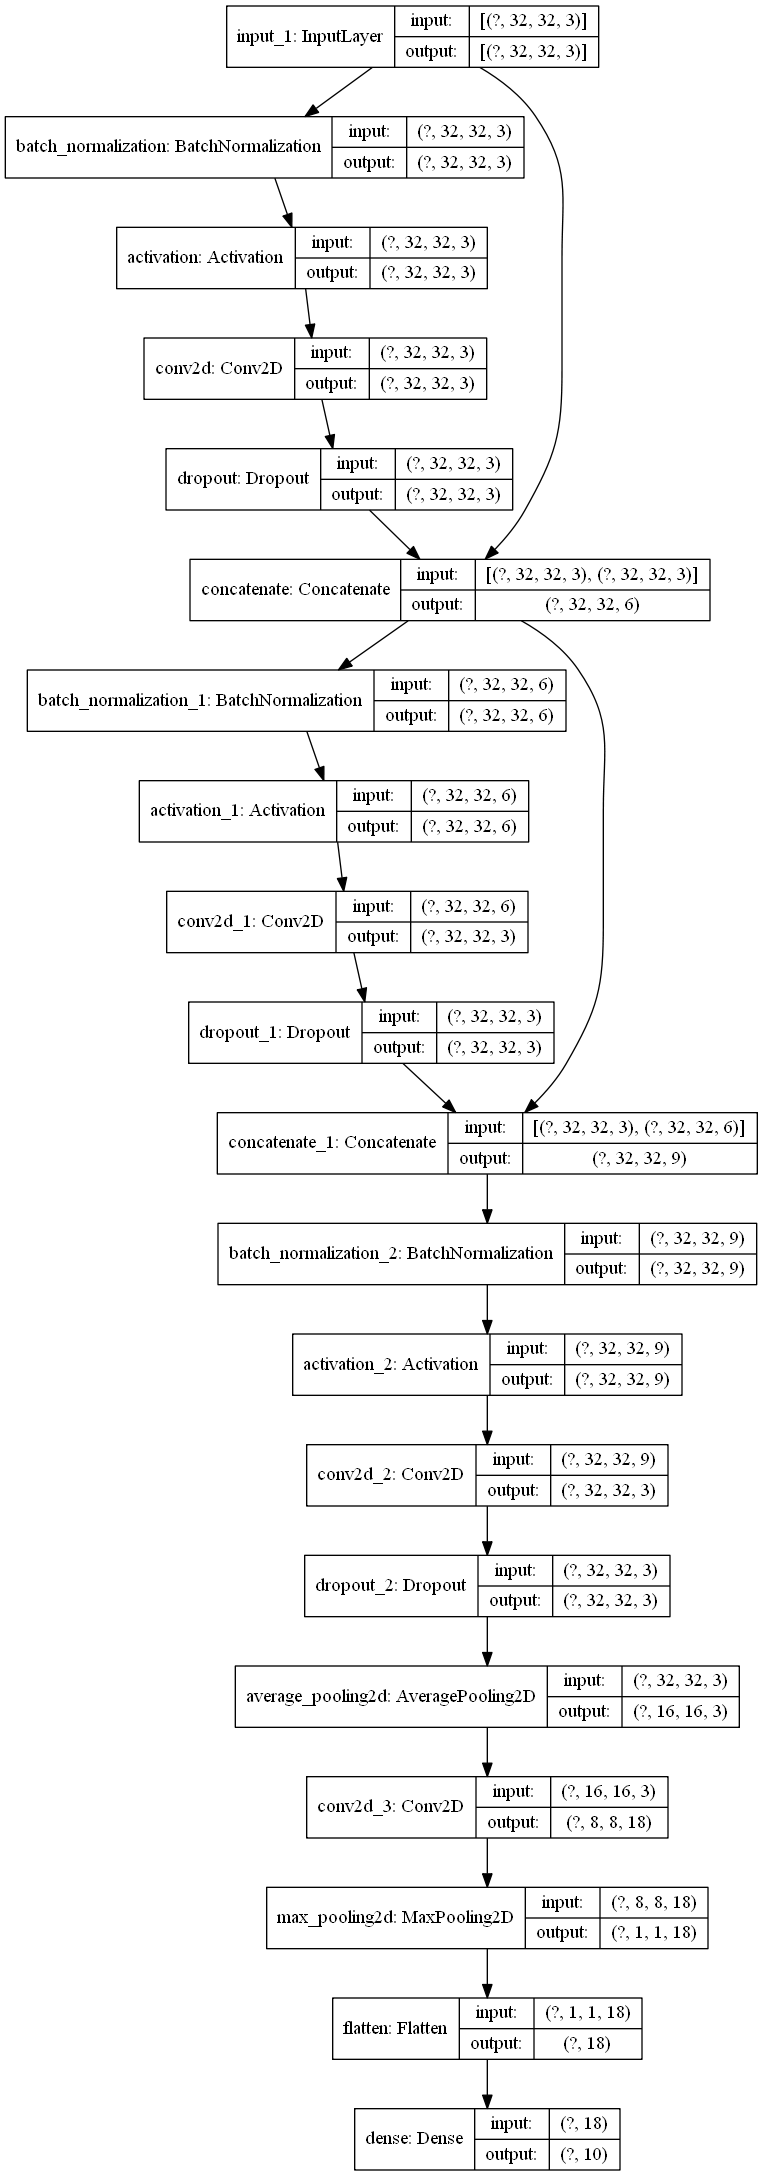 input_1: InputLayer
input: [(?, 32, 32, 3)]
output: [(?, 32, 32, 3)]
batch_normalization: BatchNormalization
input: (?, 32, 32, 3)
output: (?, 32, 32, 3)
activation: Activation
input: (?, 32, 32, 3)
output: (?, 32, 32, 3)
conv2d: Conv2D
input: (?, 32, 32, 3)
output: (?, 32, 32, 3)
dropout: Dropout
input: (?, 32, 32, 3)
output: (?, 32, 32, 3)
concatenate: Concatenate
input: [(?, 32, 32, 3), (?, 32, 32, 3)]
output: (?, 32, 32, 6)
batch_normalization_1: BatchNormalization
input: (?, 32, 32, 6)
output: (?, 32, 32, 6)
activation_1: Activation
input: (?, 32, 32, 6)
output: (?, 32, 32, 6)
conv2d_1: Conv2D
input: (?, 32, 32, 6)
output: (?, 32, 32, 3)
dropout_1: Dropout
input: (?, 32, 32, 3)
output: (?, 32, 32, 3)
concatenate_1: Concatenate
input: [(?, 32, 32, 3), (?, 32, 32, 6)]
output: (?, 32, 32, 9)
batch_normalization_2: BatchNormalization
input: (?, 32, 32, 9)
output: (?, 32, 32, 9)
activation_2: Activation
input: (?, 32, 32, 9)
output: (?, 32, 32, 9)
conv2d_2: Conv2D
input: (?, 32, 32, 9)
output: (?, 32, 32, 3)
dropout_2: Dropout
input: (?, 32, 32, 3)
output: (?, 32, 32, 3)
average_pooling2d: AveragePooling2D
input: (?, 32, 32, 3)
output: (?, 16, 16, 3)
conv2d_3: Conv2D
input: (?, 16, 16, 3)
output: (?, 8, 8, 18)
max_pooling2d: MaxPooling2D
input: (?, 8, 8, 18)
output: (?, 1, 1, 18)
flatten: Flatten
input: (?, 1, 1, 18)
output: (?, 18)
dense: Dense
input: (?, 18)
output: (?, 10)